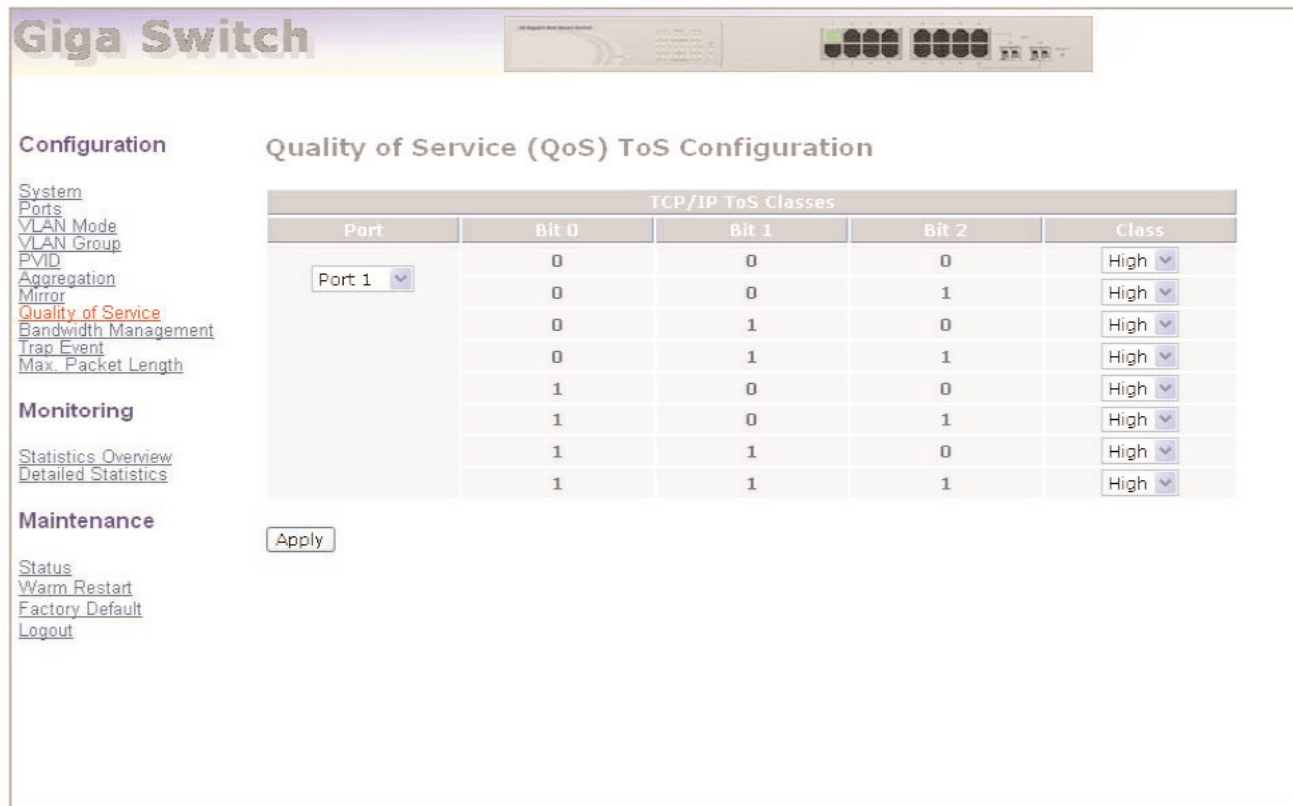 Giga Switch
Configuration
System
Ports
VLAN Mode
VLAN Group
PVID
Aggregation
Mirror
Quality of Service
Bandwidth Management
Trap Event
Max. Packet Length
Monitoring
Statistics Overview
Detailed Statistics
Maintenance
Status
Warm Restart
Factory Default
Logout
Quality of Service (QoS) ToS Configuration
TCP/IP ToS Classes
Port Bit 0 Bit 1 Bit 2 Class
Port 1 0 0 0 High
0 0 1 High
0 1 0 High
0 1 1 High
1 0 0 High
1 0 1 High
1 1 0 High
1 1 1 High
Apply